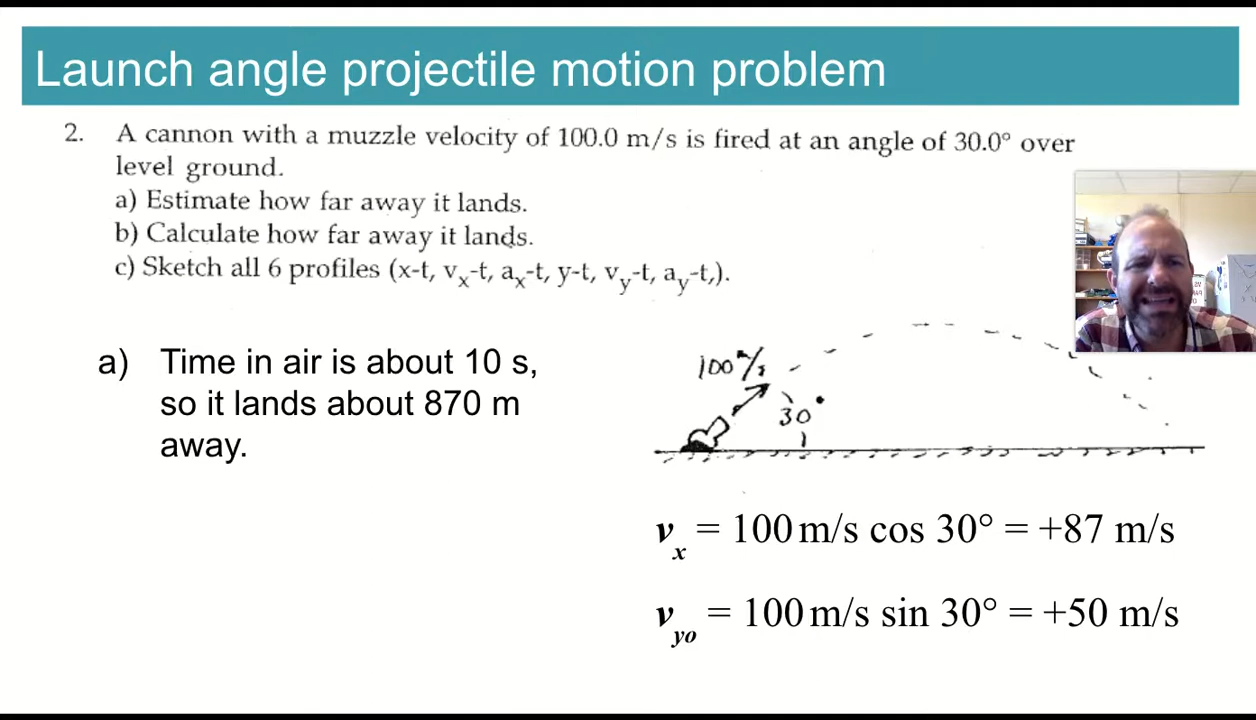 Launch angle projectile motion problem
2. A cannon with a muzzle velocity of 100.0 m/s is fired at an angle of 30.0° over
level ground.
a) Estimate how far away it lands.
b) Calculate how far away it lands.
c) Sketch all 6 profiles (x-t, vx-t, ax-t, y-t, vy-t, ay-t,).
a) Time in air is about 10 s,
so it lands about 870 m
away.
100 m/s
30°
vx = 100 m/s cos 30° = +87 m/s
vyo = 100 m/s sin 30° = +50 m/s